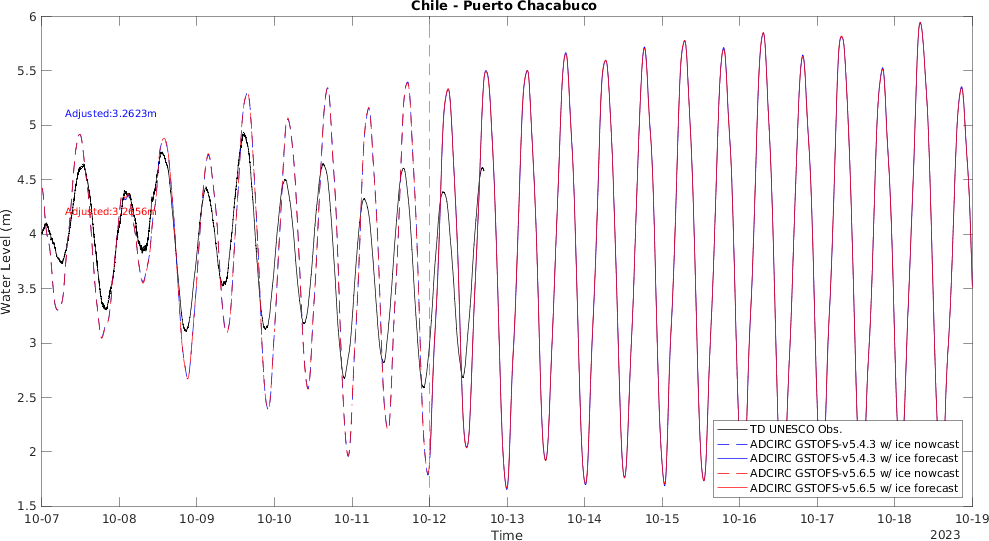 Chile - Puerto Chacabuco
6
5.5
5
4.5
4
3.5
3
2.5
2
1.5
Water Level (m)
Adjusted:3.2623m
Adjusted:3.2656m
TD UNESCO Obs.
ADCIRC GSTOFS-v5.4.3 w/ ice nowcast
ADCIRC GSTOFS-v5.4.3 w/ ice forecast
ADCIRC GSTOFS-v5.6.5 w/ ice nowcast
ADCIRC GSTOFS-v5.6.5 w/ ice forecast
10-07 10-08 10-09 10-10 10-11 10-12 10-13 10-14 10-15 10-16 10-17 10-18 10-19
Time
2023